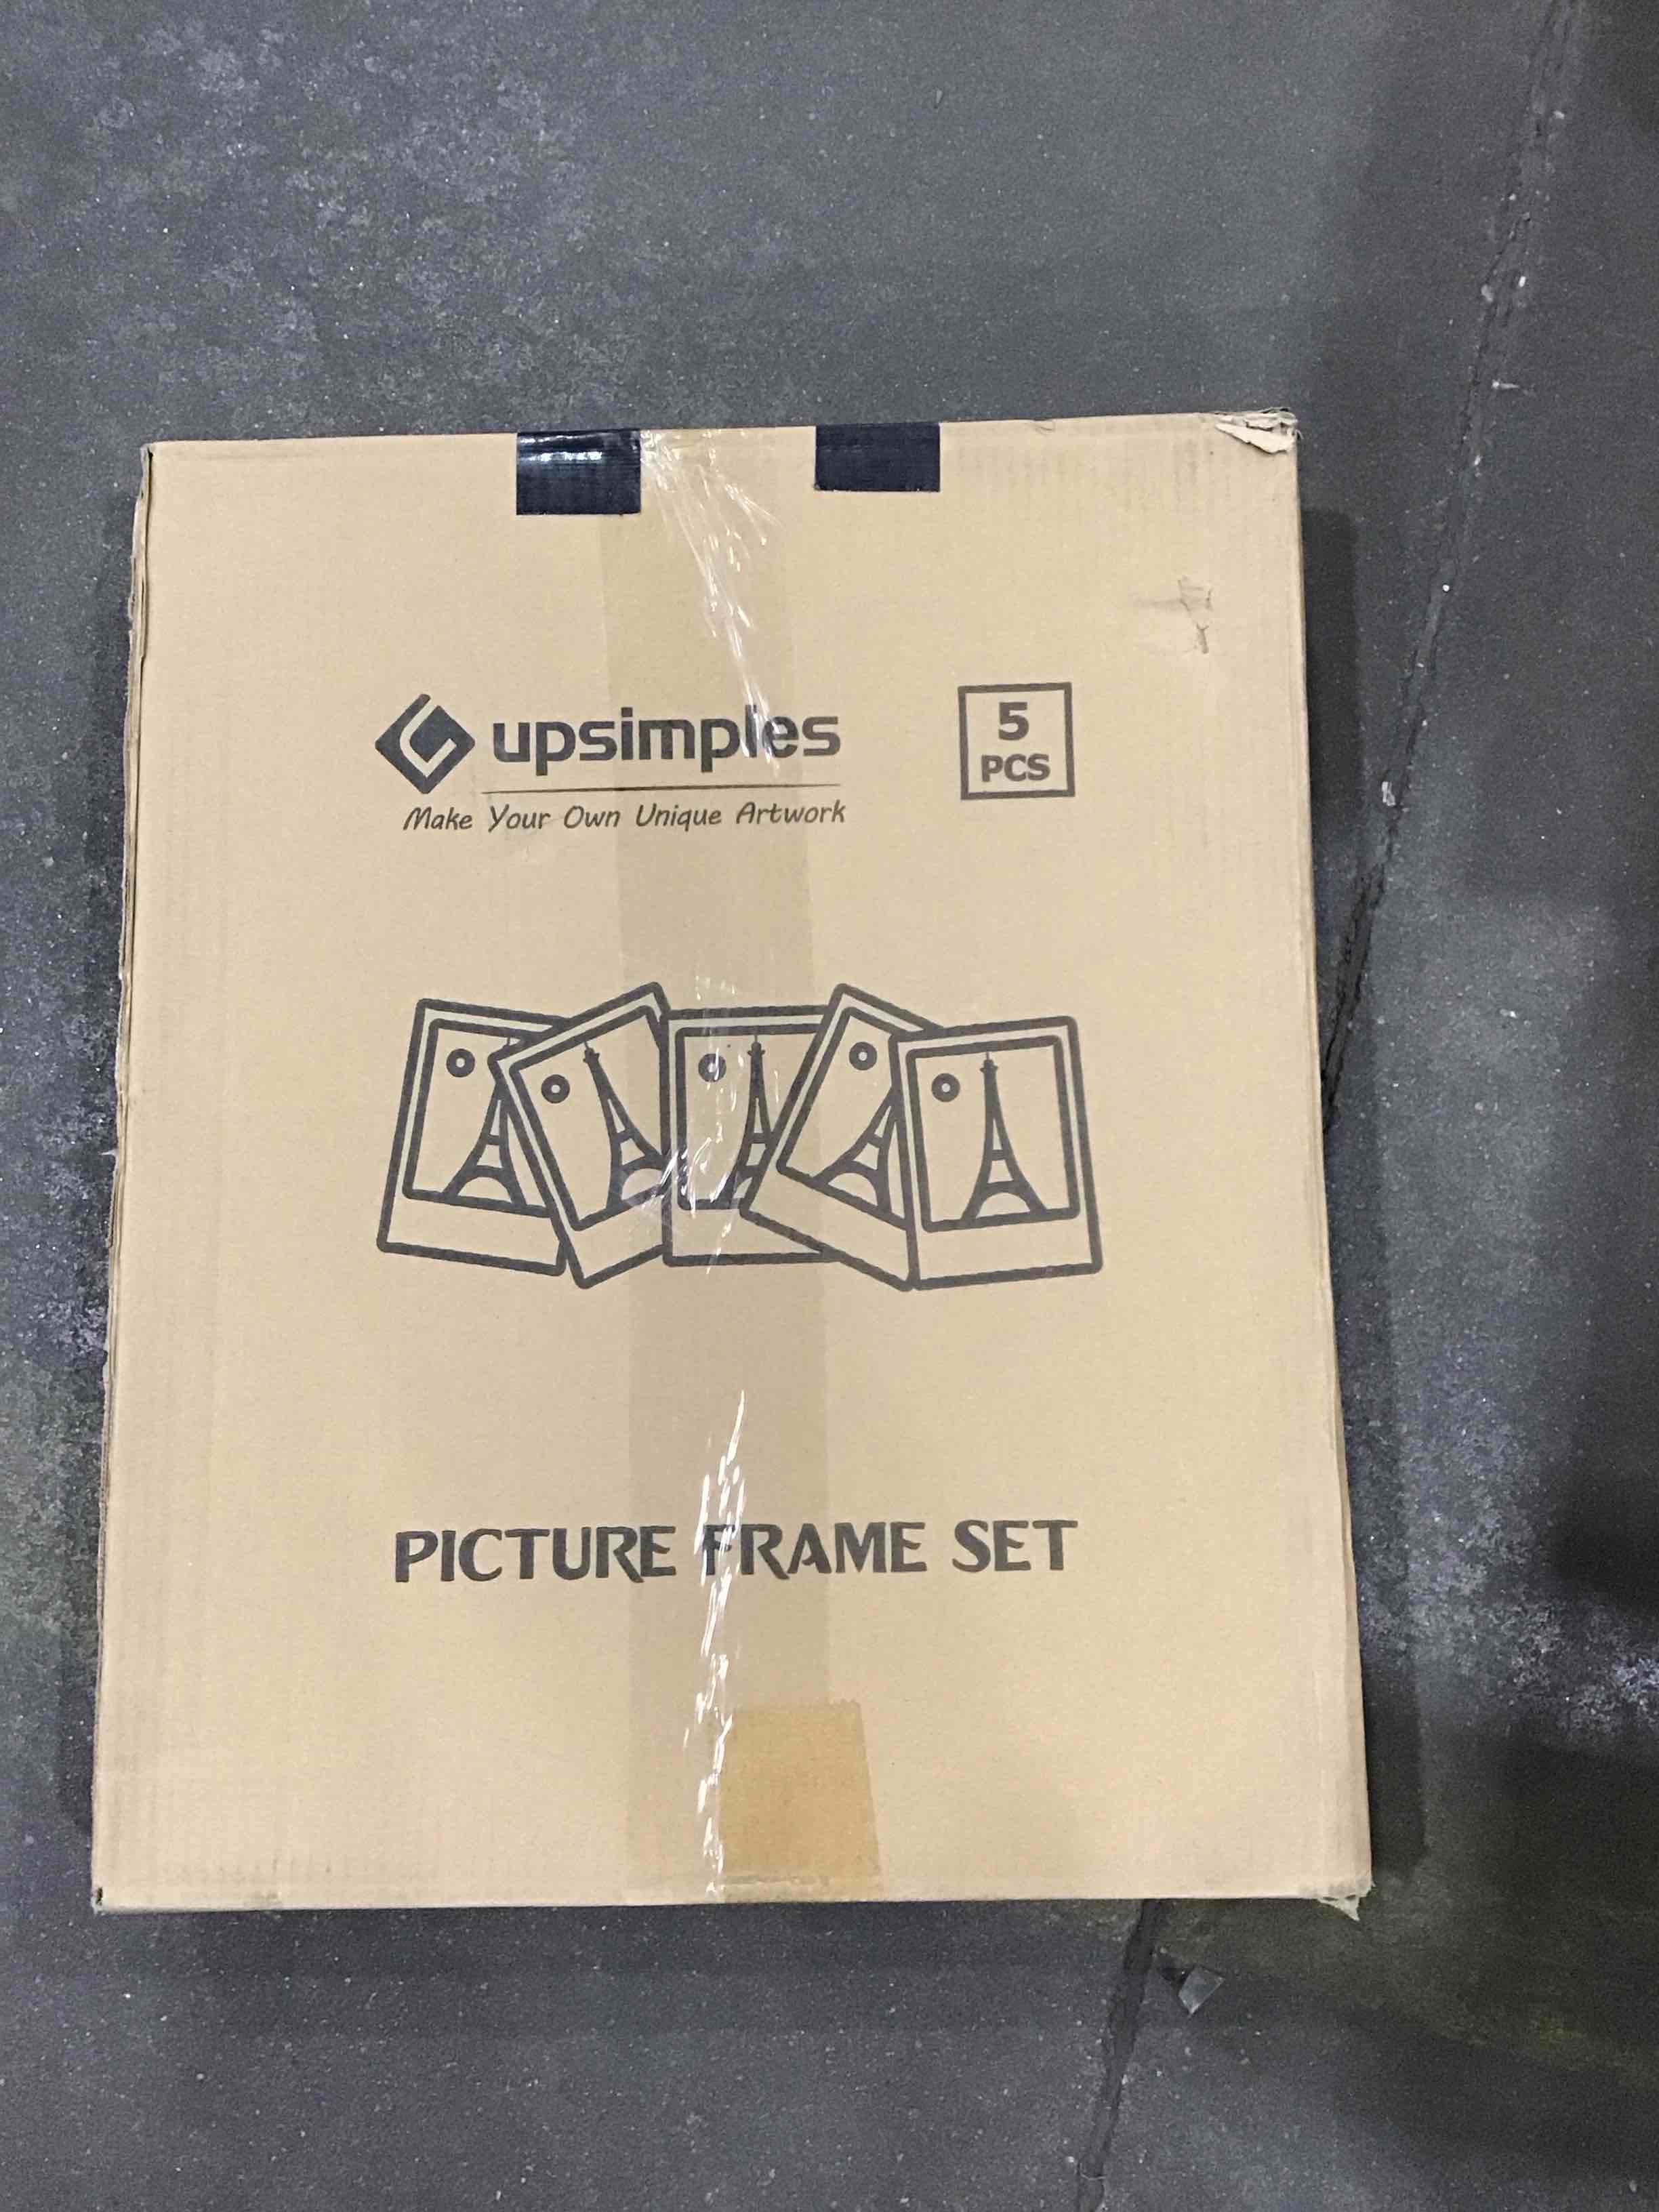 upsimples
Make Your Own Unique Artwork
5
PCS
PICTURE FRAME SET